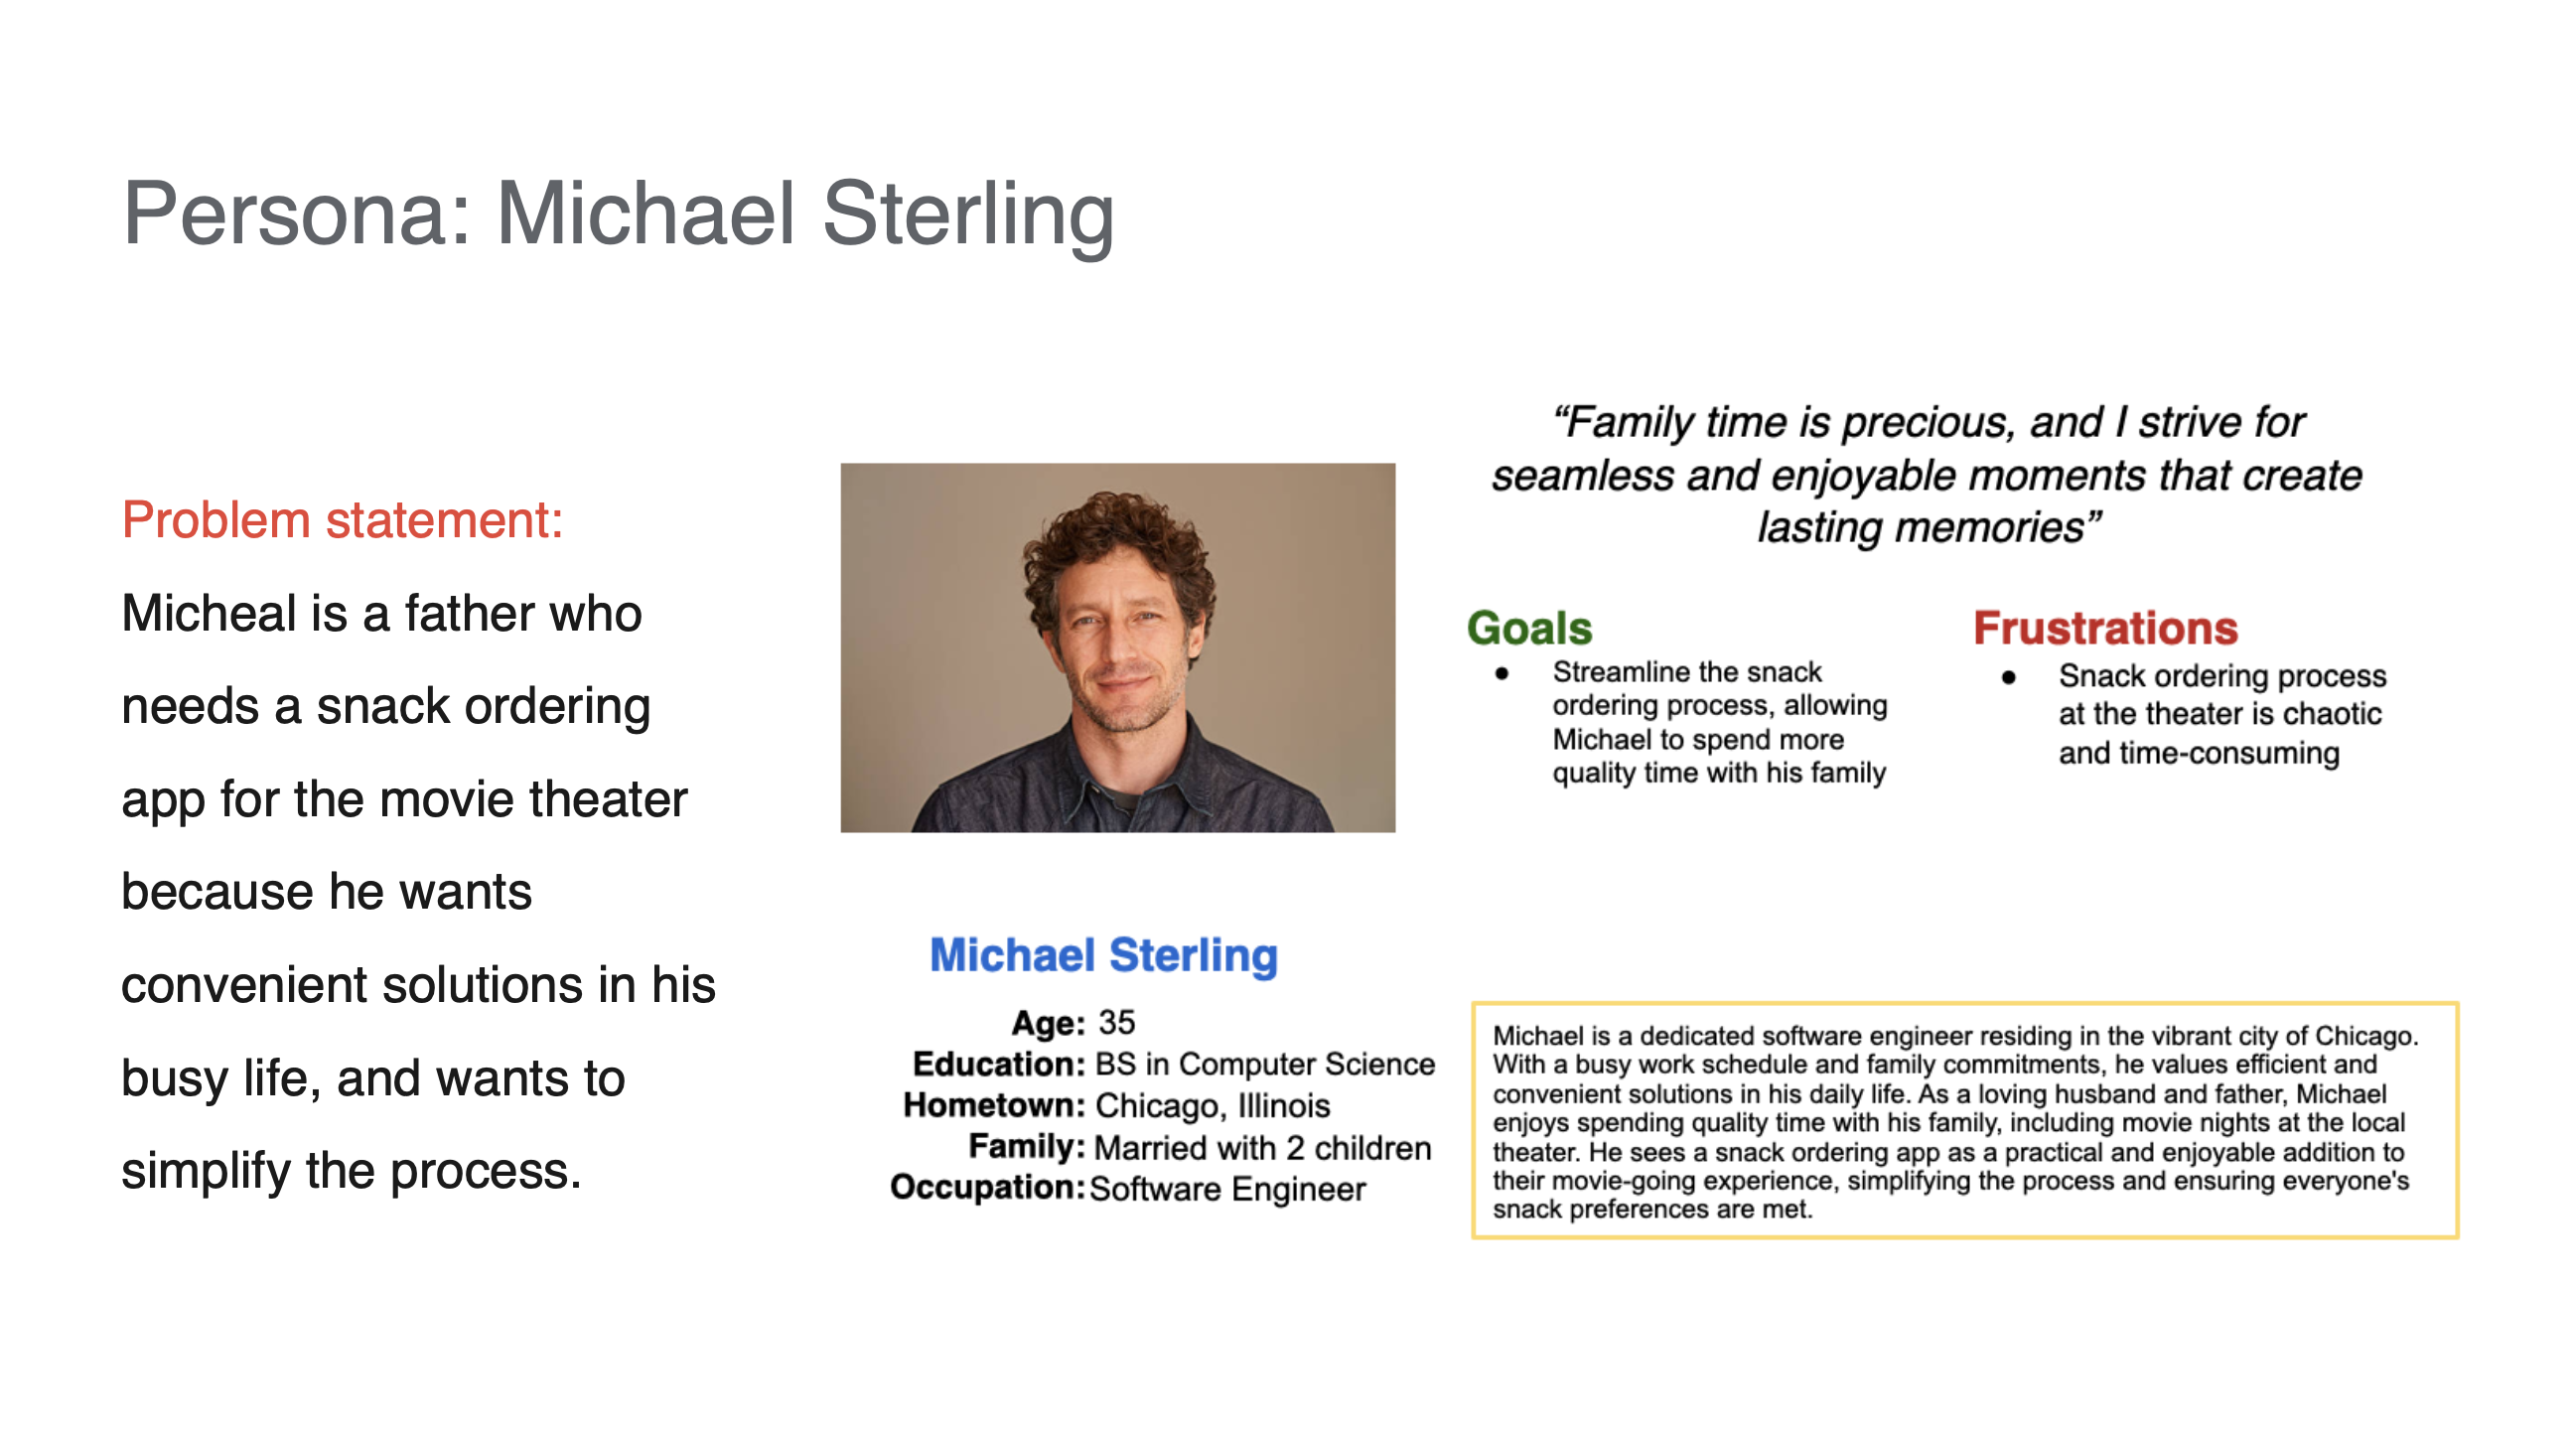 Persona: Michael Sterling
Problem statement:
Micheal is a father who
needs a snack ordering
app for the movie theater
because he wants
convenient solutions in his
busy life, and wants to
simplify the process.
Michael Sterling
Age: 35
Education: BS in Computer Science
Hometown: Chicago, Illinois
Family: Married with 2 children
Occupation: Software Engineer
“Family time is precious, and I strive for
seamless and enjoyable moments that create
lasting memories”
Goals
● Streamline the snack
ordering process, allowing
Michael to spend more
quality time with his family
Frustrations
● Snack ordering process
at the theater is chaotic
and time-consuming
Michael is a dedicated software engineer residing in the vibrant city of Chicago.
With a busy work schedule and family commitments, he values efficient and
convenient solutions in his daily life. As a loving husband and father, Michael
enjoys spending quality time with his family, including movie nights at the local
theater. He sees a snack ordering app as a practical and enjoyable addition to
their movie-going experience, simplifying the process and ensuring everyone's
snack preferences are met.